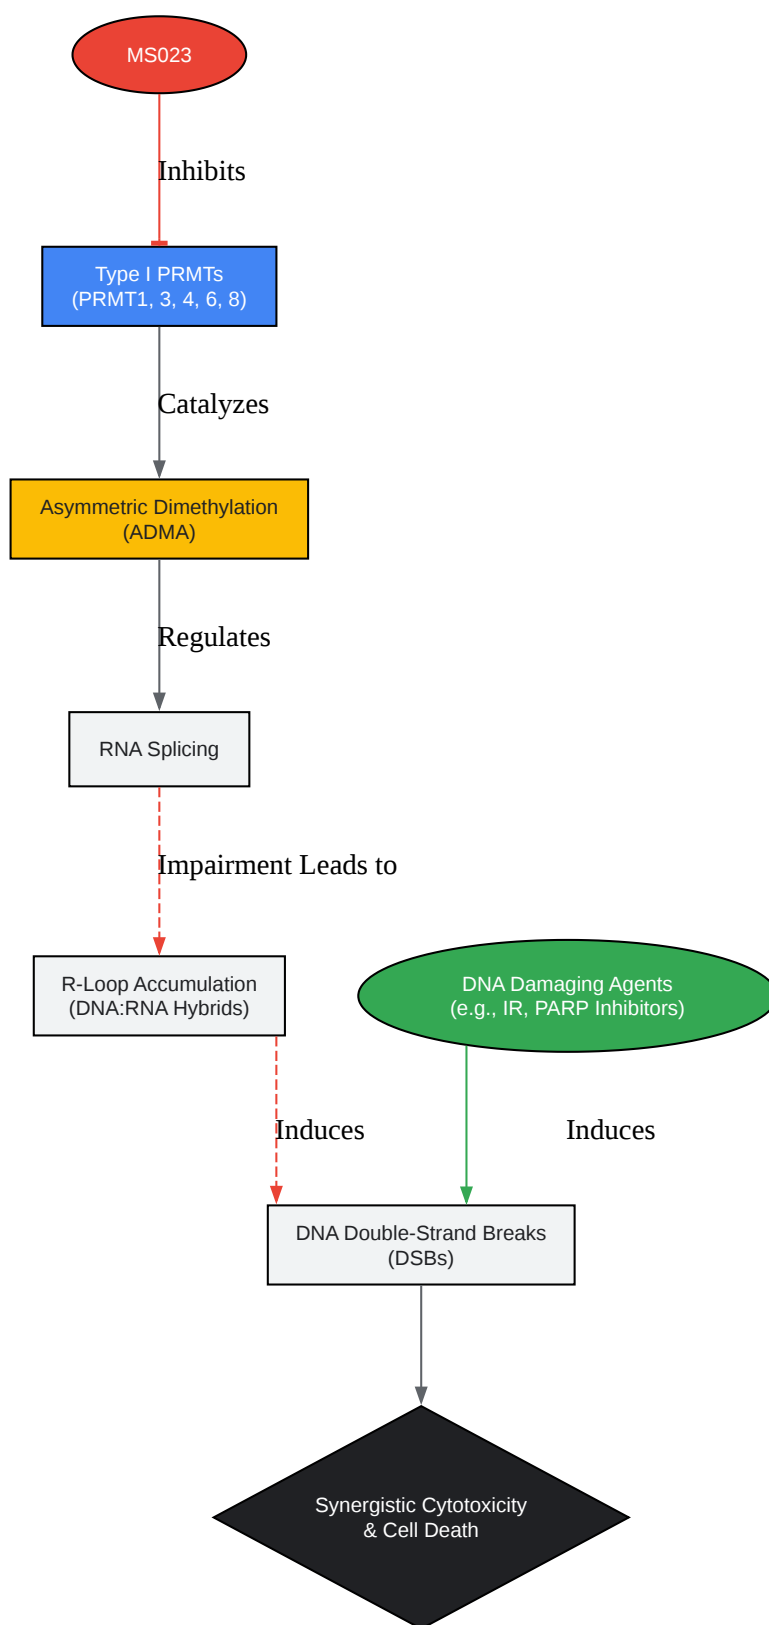 MS023
Inhibits
Type I PRMTs
(PRMT1, 3, 4, 6, 8)
Catalyzes
Asymmetric Dimethylation
(ADMA)
Regulates
RNA Splicing
Impairment Leads to
R-Loop Accumulation
(DNA:RNA Hybrids)
DNA Damaging Agents
(e.g., IR, PARP Inhibitors)
Induces
Induces
DNA Double-Strand Breaks
(DSBs)
Synergistic Cytotoxicity
& Cell Death